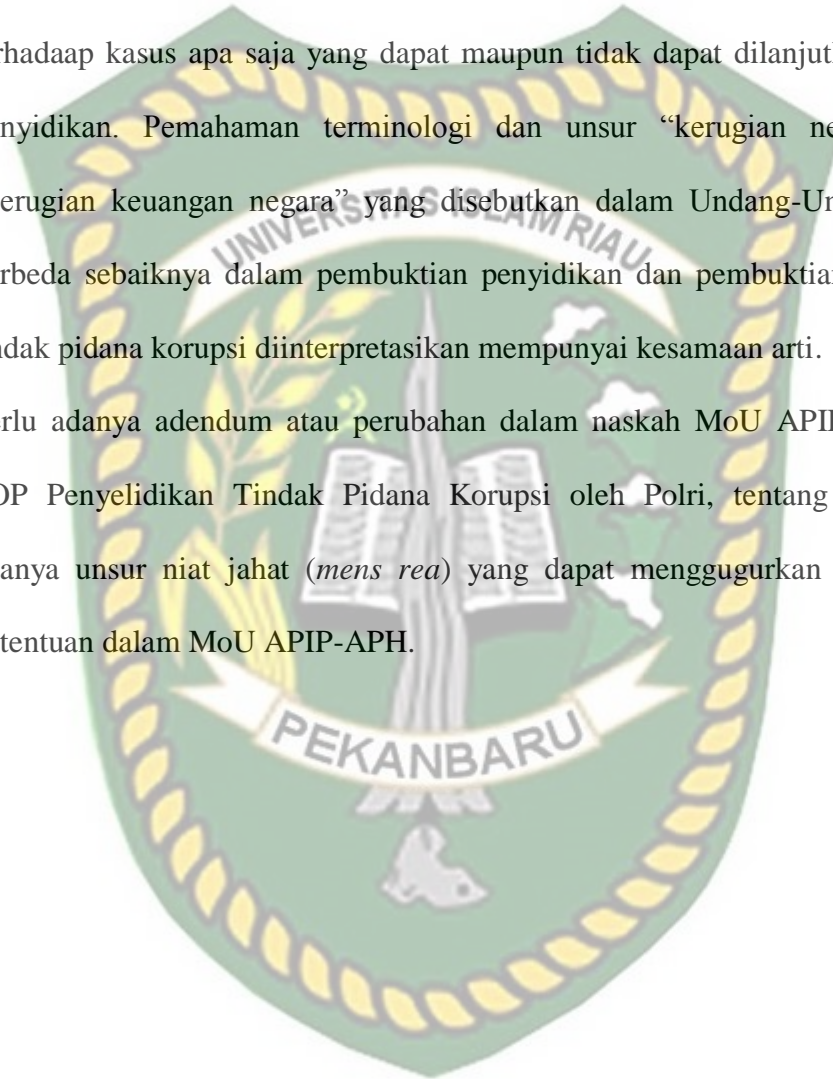 rhadaap kasus apa saja yang dapat maupun tidak dapat dilanjut
nyidikan. Pemahaman terminologi dan unsur “kerugian ne
erugian keuangan negara” yang disebutkan dalam Undang-Un
rbeda sebaiknya dalam pembuktian penyidikan dan pembuktian
ndak pidana korupsi diinterpretasikan mempunyai kesamaan arti.
erlu adanya adendum atau perubahan dalam naskah MoU APIP
OP Penyelidikan Tindak Pidana Korupsi oleh Polri, tentang
anya unsur niat jahat (mens rea) yang dapat menggugurkan
tentuan dalam MoU APIP-APH.
UNIVERSITAS ISLAM RIAU
PEKANBARU